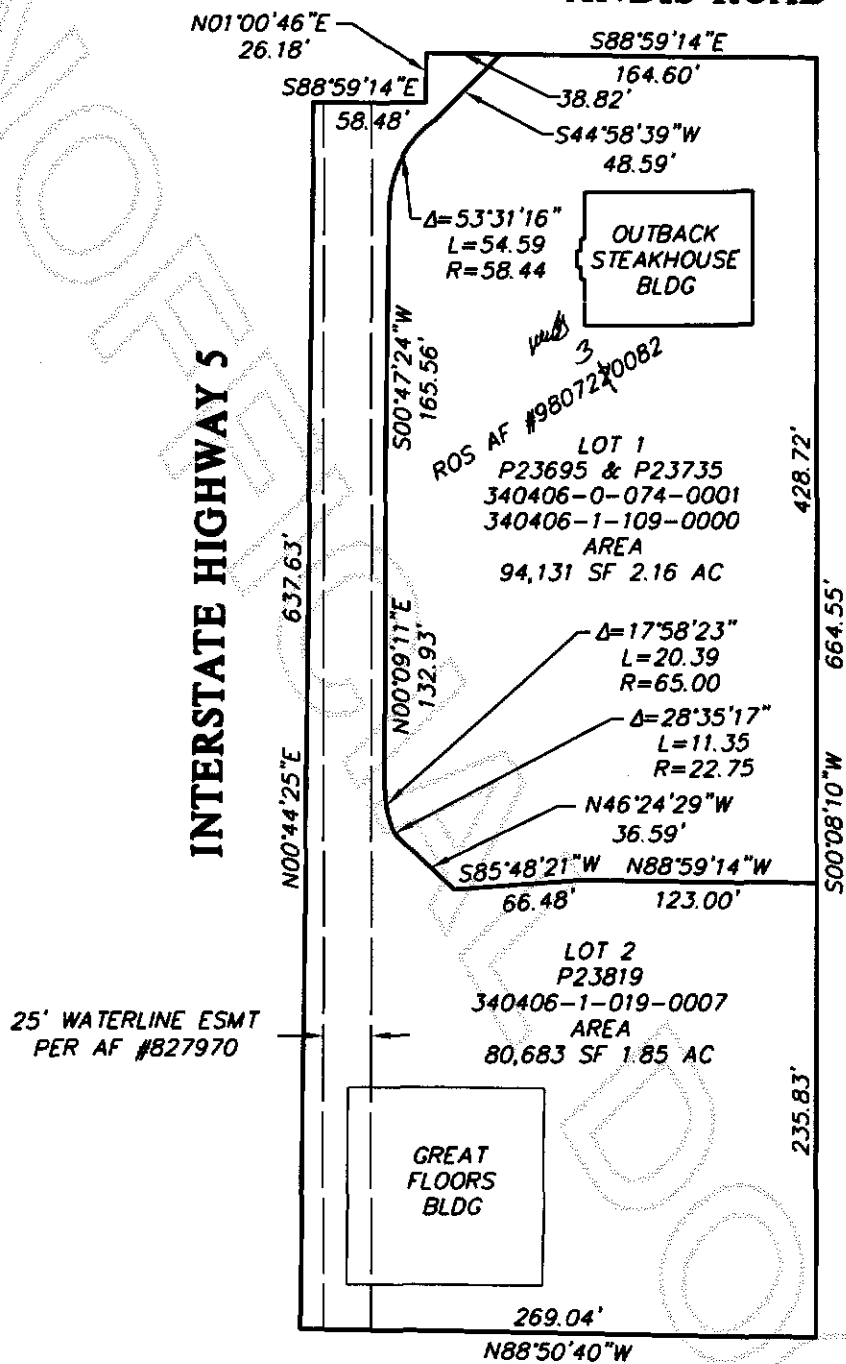 N01°00'46"E
26.18'
S88°59'14"E
58.48'
S88°59'14"E
164.60'
38.82'
S44°58'39"W
48.59'
Δ=53°31'16"
L=54.59
R=58.44
OUTBACK
STEAKHOUSE
BLDG
3
ROS AF #9807220082
S00°47'24"W
165.56'
LOT 1
P23695 & P23735
340406-0-074-0001
340406-1-109-0000
AREA
94,131 SF 2.16 AC
428.72'
INTERSTATE HIGHWAY 5
637.63'
N00°44'25"E
N00°09'11"E
132.93'
Δ=17°58'23"
L=20.39
R=65.00
Δ=28°35'17"
L=11.35
R=22.75
N46°24'29"W
36.59'
664.55'
S00°08'10"W
S85°48'21"W N88°59'14"W
66.48' 123.00'
LOT 2
P23819
340406-1-019-0007
AREA
80,683 SF 1.85 AC
25' WATERLINE ESMT
PER AF #827970
235.83'
GREAT
FLOORS
BLDG
269.04'
N88°50'40"W